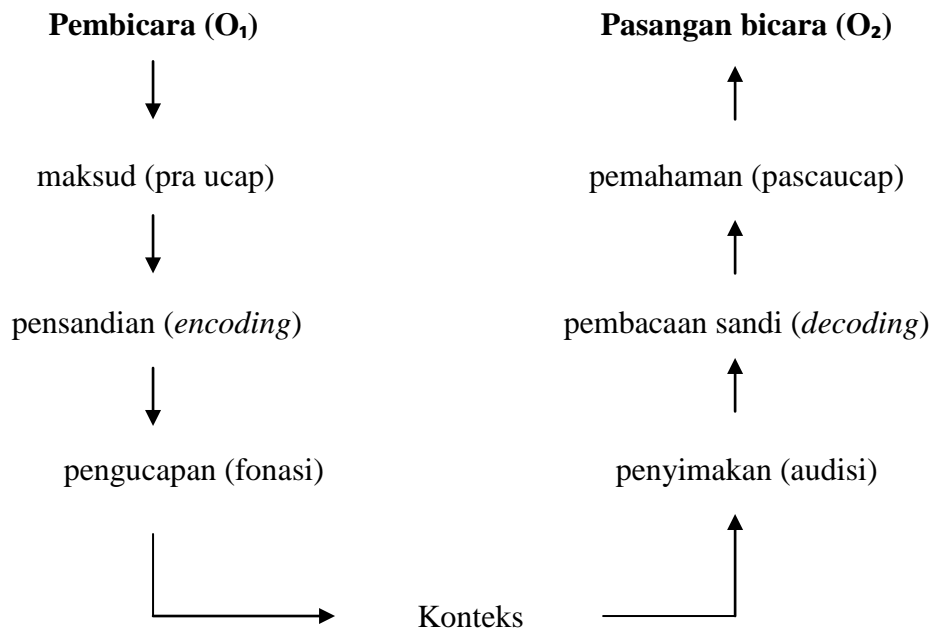 Pembicara (O₁)
Pasangan bicara (O₂)
maksud (pra ucap)
pemahaman (pascaucap)
pensandian (encoding)
pembacaan sandi (decoding)
pengucapan (fonasi)
penyimakan (audisi)
Konteks